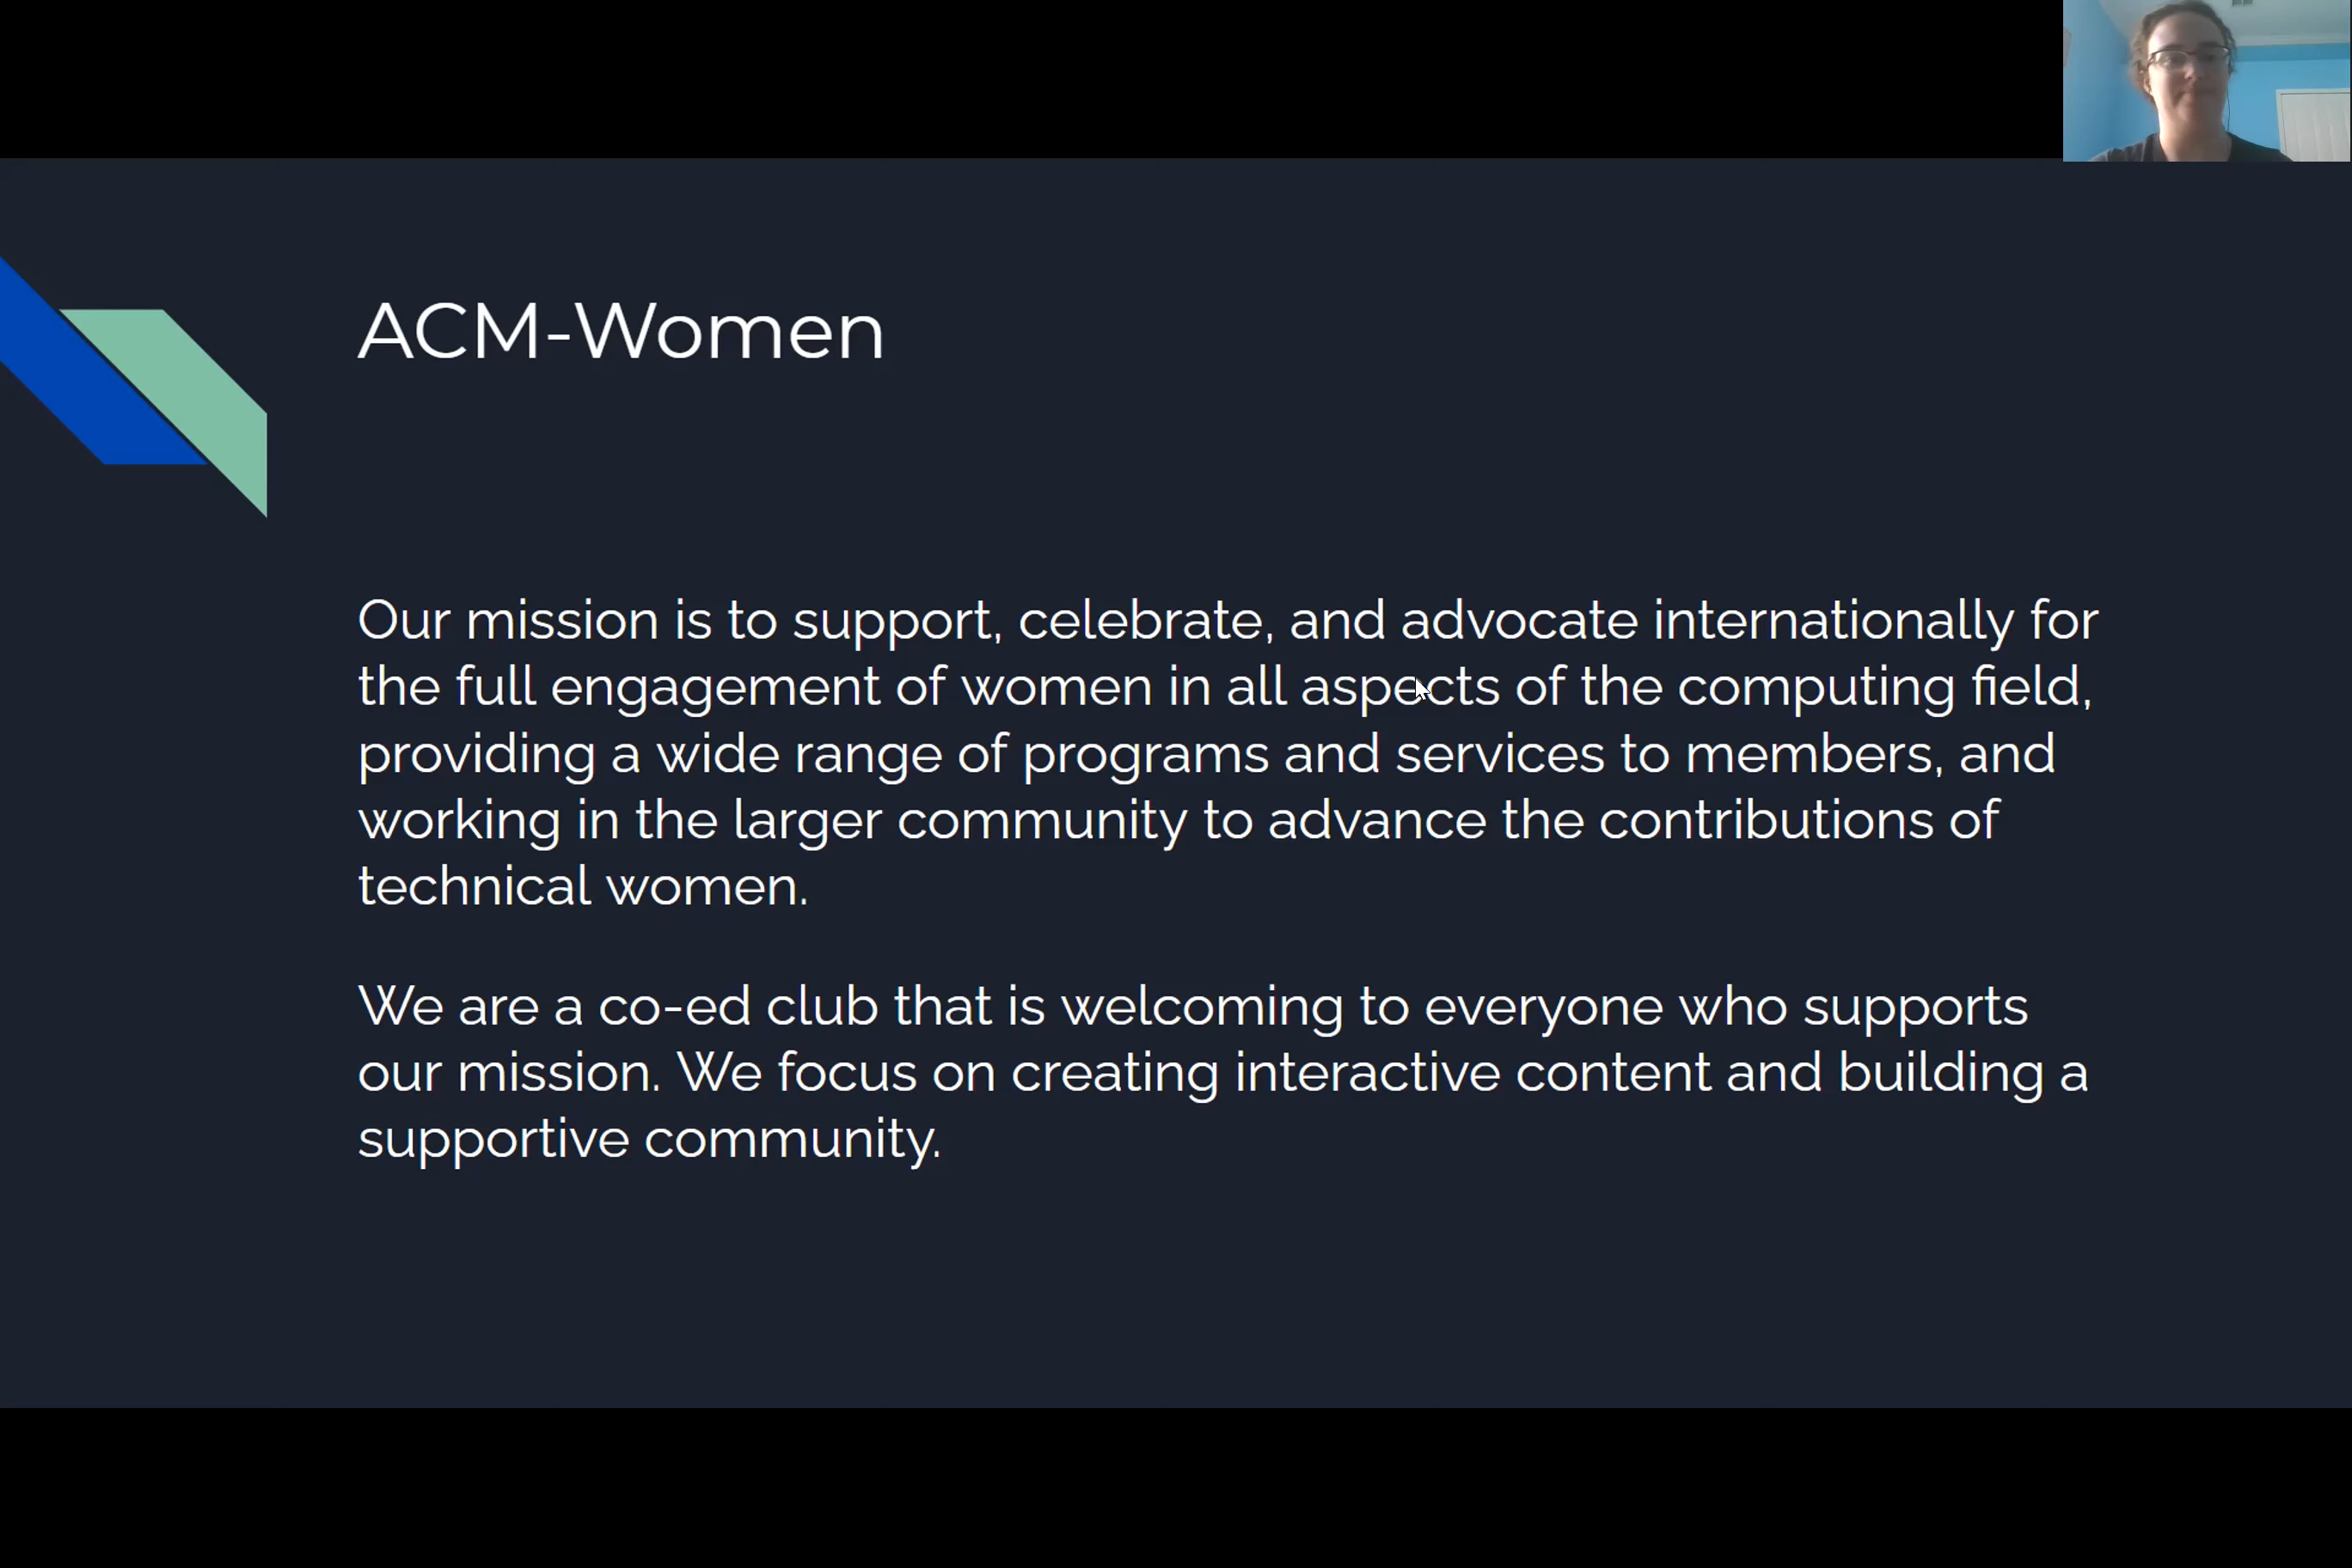 ACM-Women
Our mission is to support, celebrate, and advocate internationally for
the full engagement of women in all aspects of the computing field,
providing a wide range of programs and services to members, and
working in the larger community to advance the contributions of
technical women.
We are a co-ed club that is welcoming to everyone who supports
our mission. We focus on creating interactive content and building a
supportive community.